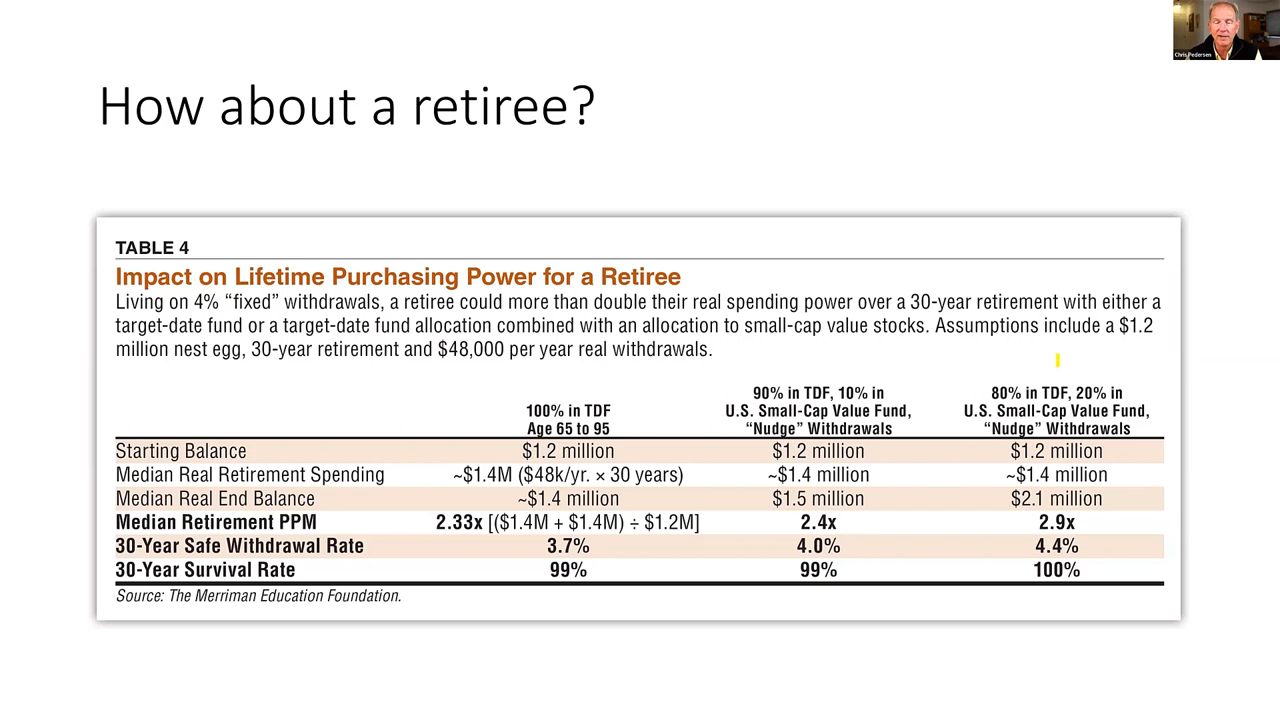 Chris Pedersen
How about a retiree?
TABLE 4
Impact on Lifetime Purchasing Power for a Retiree
Living on 4% “fixed” withdrawals, a retiree could more than double their real spending power over a 30-year retirement with either a
target-date fund or a target-date fund allocation combined with an allocation to small-cap value stocks. Assumptions include a $1.2
million nest egg, 30-year retirement and $48,000 per year real withdrawals.
90% in TDF, 10% in 80% in TDF, 20% in
100% in TDF U.S. Small-Cap Value Fund, U.S. Small-Cap Value Fund,
Age 65 to 95 “Nudge” Withdrawals “Nudge” Withdrawals
Starting Balance $1.2 million $1.2 million $1.2 million
Median Real Retirement Spending ~$1.4M ($48k/yr. × 30 years) ~$1.4 million ~$1.4 million
Median Real End Balance ~$1.4 million $1.5 million $2.1 million
Median Retirement PPM 2.33x [($1.4M + $1.4M) ÷ $1.2M] 2.4x 2.9x
30-Year Safe Withdrawal Rate 3.7% 4.0% 4.4%
30-Year Survival Rate 99% 99% 100%
Source: The Merriman Education Foundation.